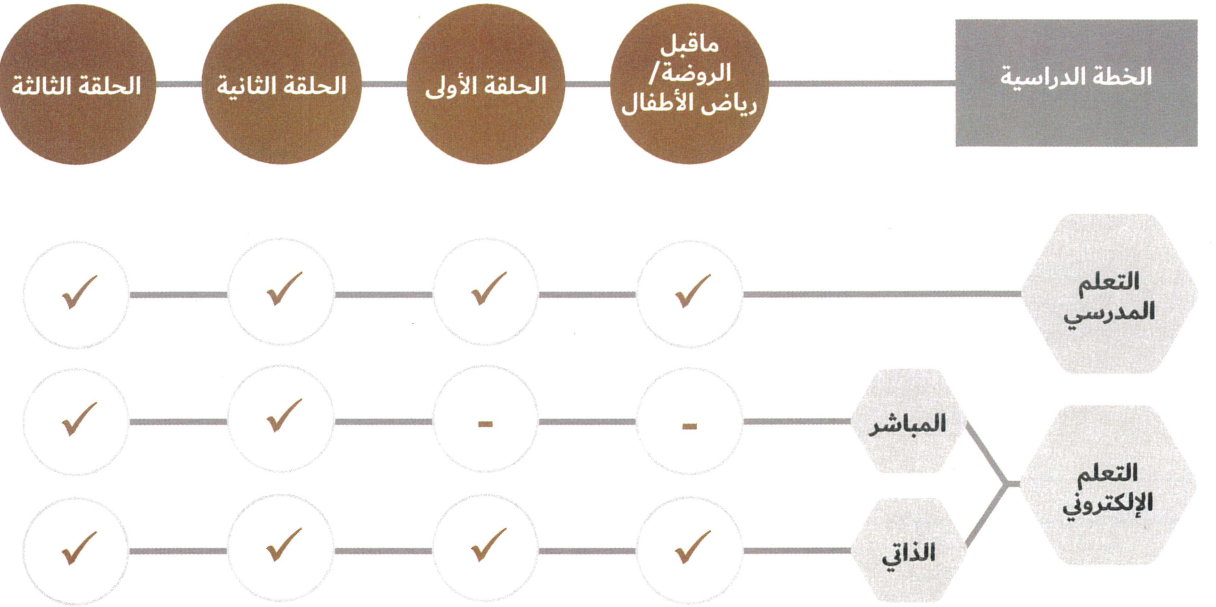 الخطة الدراسية
ماقبل
الروضة/
رياض الأطفال
الحلقة الأولى
الحلقة الثانية
الحلقة الثالثة
التعلم
المدرسي
✓
✓
✓
✓
التعلم
الإلكتروني
المباشر
-
-
✓
✓
الذاتي
✓
✓
✓
✓